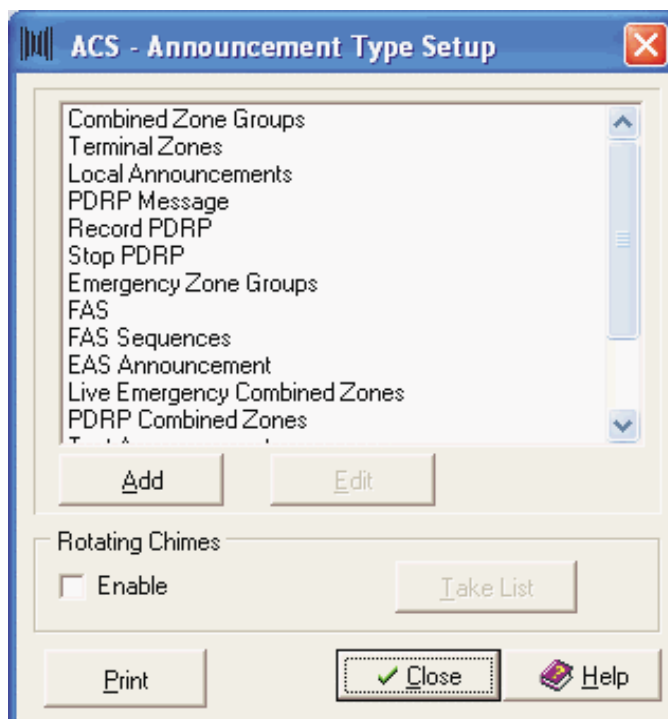 ACS - Announcement Type Setup
Combined Zone Groups
Terminal Zones
Local Announcements
PDRP Message
Record PDRP
Stop PDRP
Emergency Zone Groups
FAS
FAS Sequences
EAS Announcement
Live Emergency Combined Zones
PDRP Combined Zones
Add Edit
Rotating Chimes
Enable Take List
Print Close Help